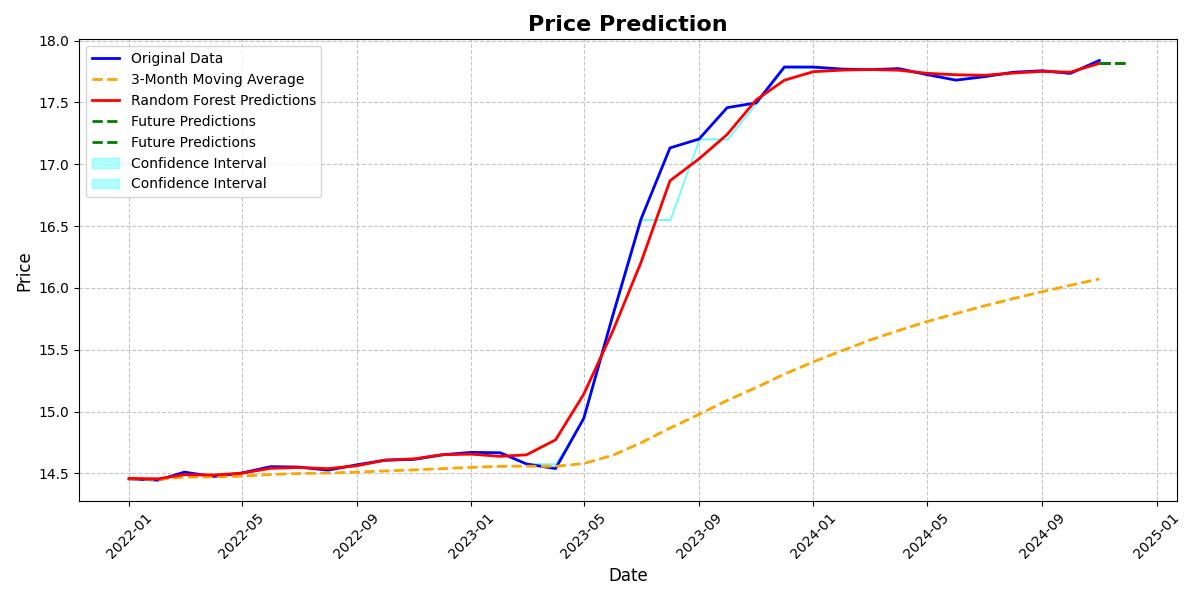 Price Prediction
Original Data
3-Month Moving Average
Random Forest Predictions
Future Predictions
Future Predictions
Confidence Interval
Confidence Interval
Price
18.0
17.5
17.0
16.5
16.0
15.5
15.0
14.5
2022-01
2022-05
2022-09
2023-01
2023-05
2023-09
2024-01
2024-05
2024-09
2025-01
Date